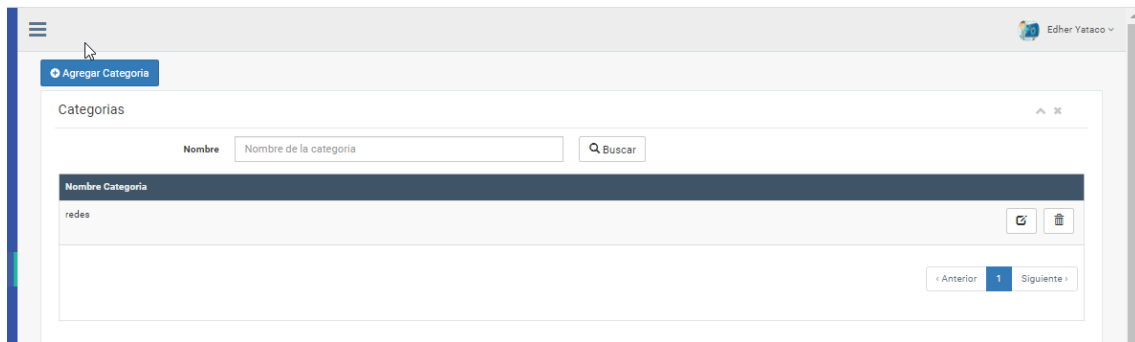 Edher Yataco
Agregar Categoria
Categorias
Nombre Nombre de la categoria Buscar
Nombre Categoria
redes
‹ Anterior 1 Siguiente ›